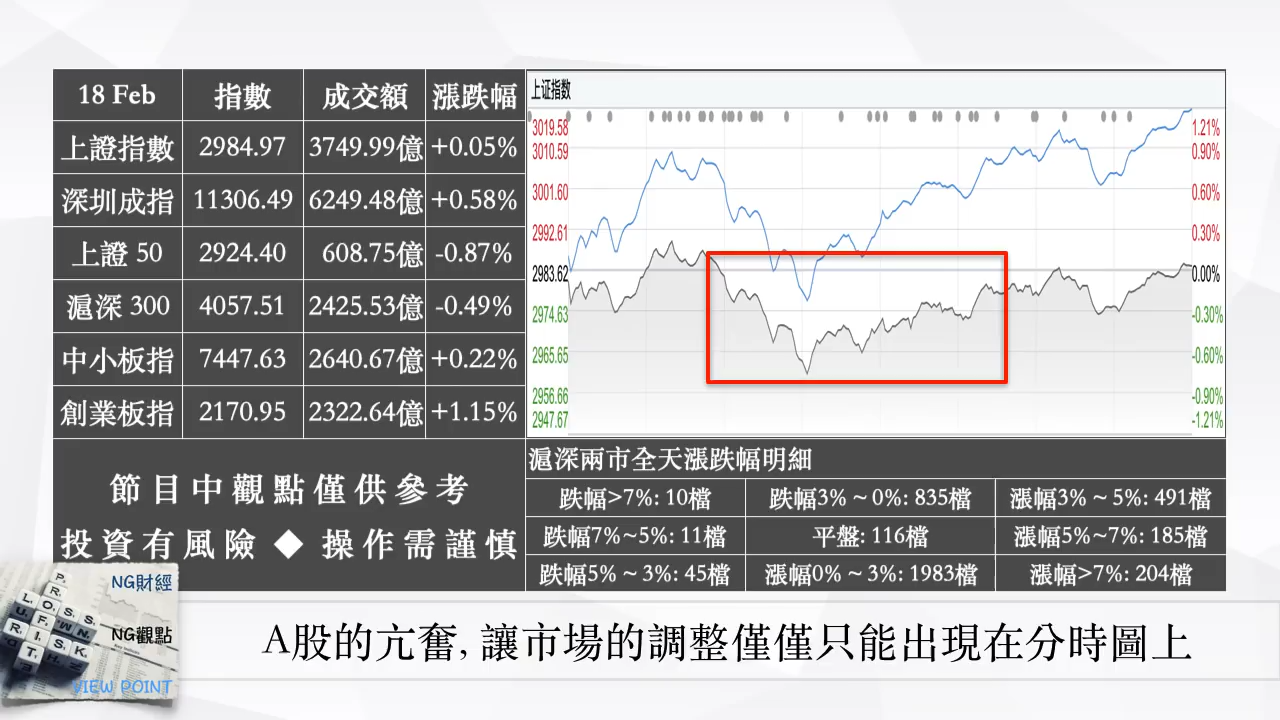 18 Feb 指數 成交額 漲跌幅
上證指數 2984.97 3749.99億 +0.05%
深圳成指 11306.49 6249.48億 +0.58%
上證 50 2924.40 608.75億 -0.87%
滬深 300 4057.51 2425.53億 -0.49%
中小板指 7447.63 2640.67億 +0.22%
創業板指 2170.95 2322.64億 +1.15%
節目中觀點僅供參考
投資有風險 ◆ 操作需謹慎
上证指数
3019.58 1.21%
3010.59 0.90%
3001.60 0.60%
2992.61 0.30%
2983.62 0.00%
2974.63 -0.30%
2965.65 -0.60%
2956.66 -0.90%
2947.67 -1.21%
滬深兩市全天漲跌幅明細
跌幅>7%: 10檔 跌幅3% ~ 0%: 835檔 漲幅3% ~ 5%: 491檔
跌幅7%~5%: 11檔 平盤: 116檔 漲幅5%~7%: 185檔
跌幅5% ~ 3%: 45檔 漲幅0% ~ 3%: 1983檔 漲幅>7%: 204檔
NG財經
NG觀點
VIEW POINT
A股的亢奮, 讓市場的調整僅僅只能出現在分時圖上